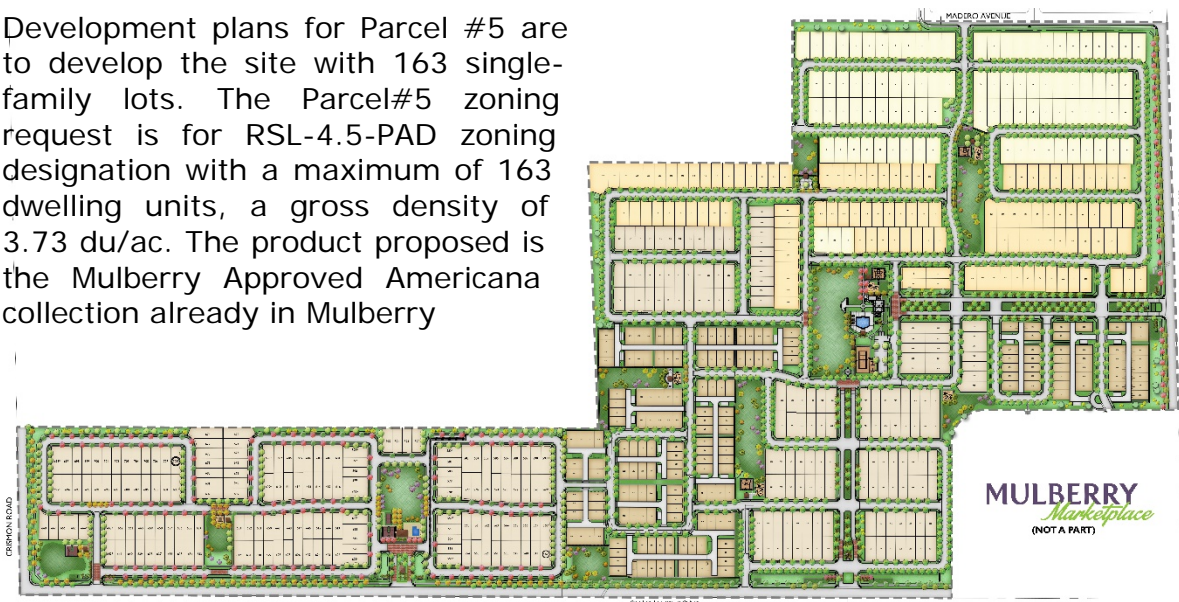 Development plans for Parcel #5 are
to develop the site with 163 single-
family lots. The Parcel#5 zoning
request is for RSL-4.5-PAD zoning
designation with a maximum of 163
dwelling units, a gross density of
3.73 du/ac. The product proposed is
the Mulberry Approved Americana
collection already in Mulberry
MADERO AVENUE
CRISMON ROAD
MULBERRY
Marketplace
(NOT A PART)